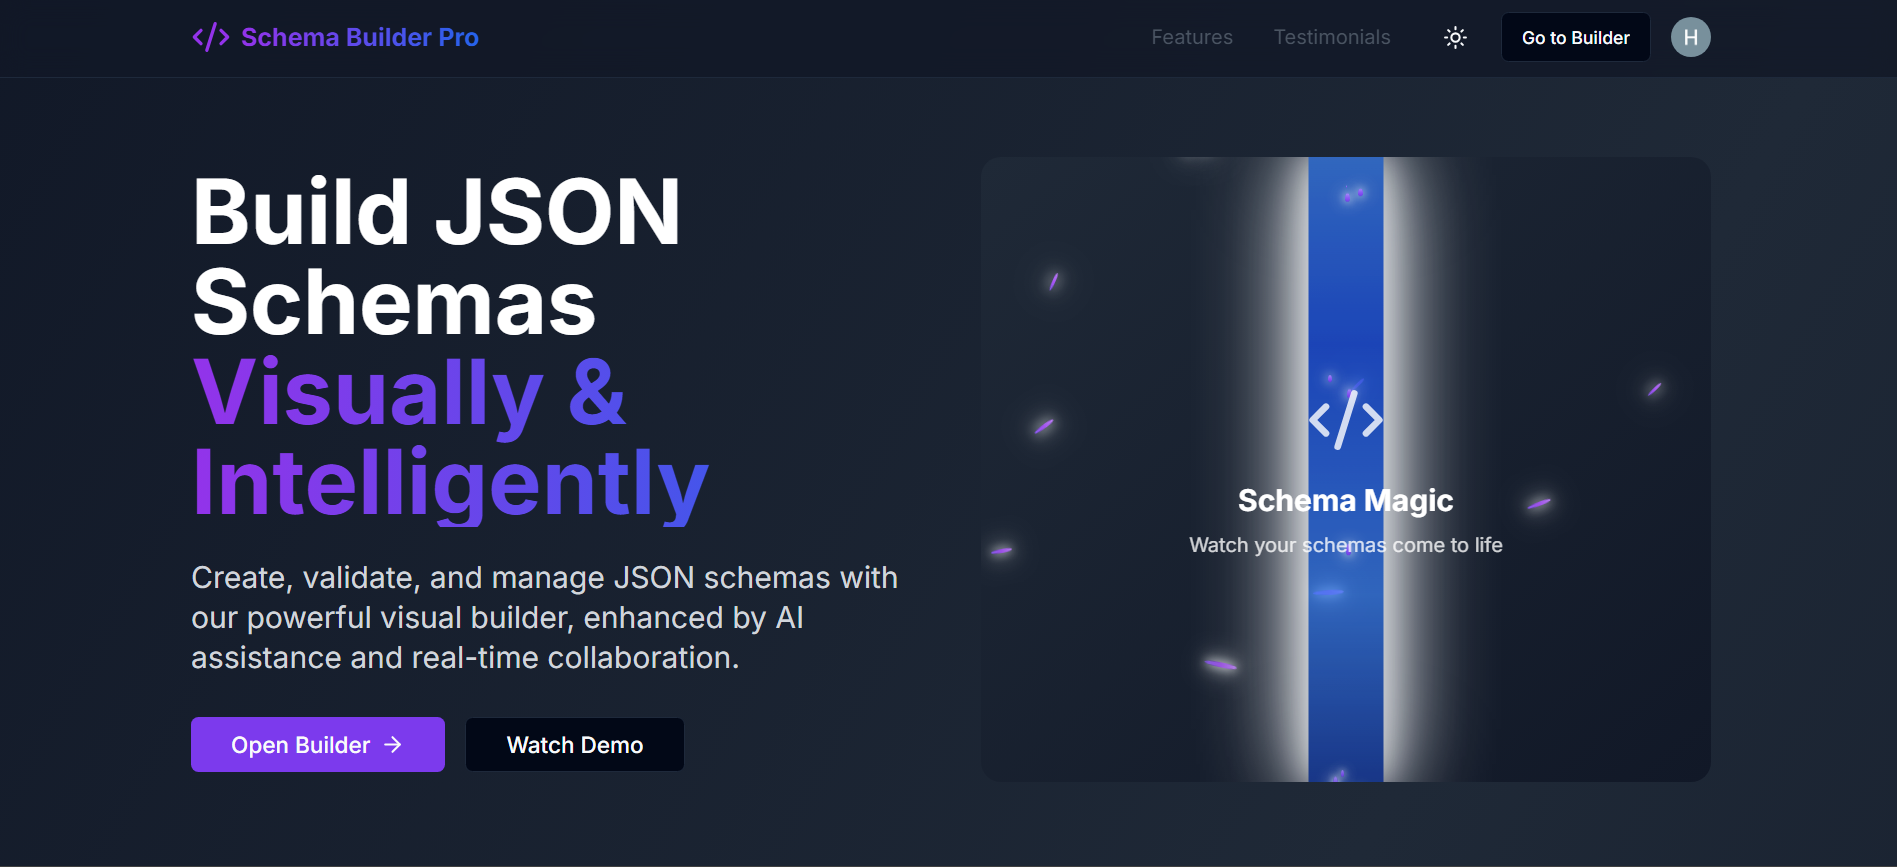 Schema Builder Pro
Features
Testimonials
Go to Builder
H
Build JSON
Schemas
Visually &
Intelligently
Create, validate, and manage JSON schemas with
our powerful visual builder, enhanced by AI
assistance and real-time collaboration.
Open Builder
Watch Demo
Schema Magic
Watch your schemas come to life